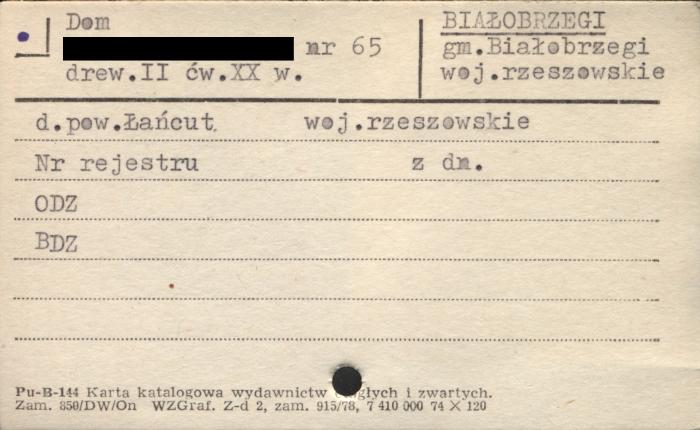 Dom
nr 65
drew.II ćw.XX w.
BIAŁOBRZEGI
gm.Białobrzegi
woj.rzeszowskie
d.pow.Łańcut, woj.rzeszowskie
Nr rejestru z dn.
ODZ
BDZ
Pu-B-144 Karta katalogowa wydawnictw i zwartych.
Zam. 850/DW/On WZGraf. Z-d 2, zam. 915/78, 7 410 000 74 × 120